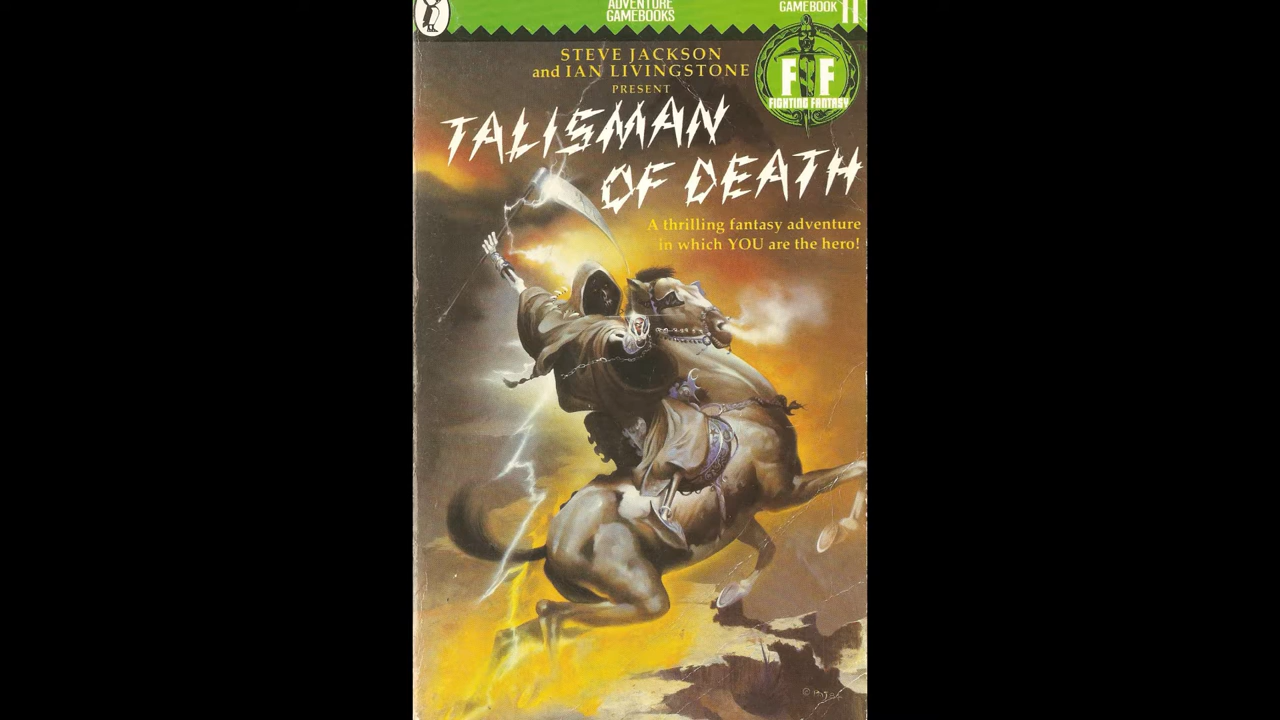 ADVENTURE
GAMEBOOKS
GAMEBOOK 11
STEVE JACKSON
and IAN LIVINGSTONE
PRESENT
FF
FIGHTING FANTASY
TALISMAN
OF DEATH
A thrilling fantasy adventure
in which YOU are the hero!